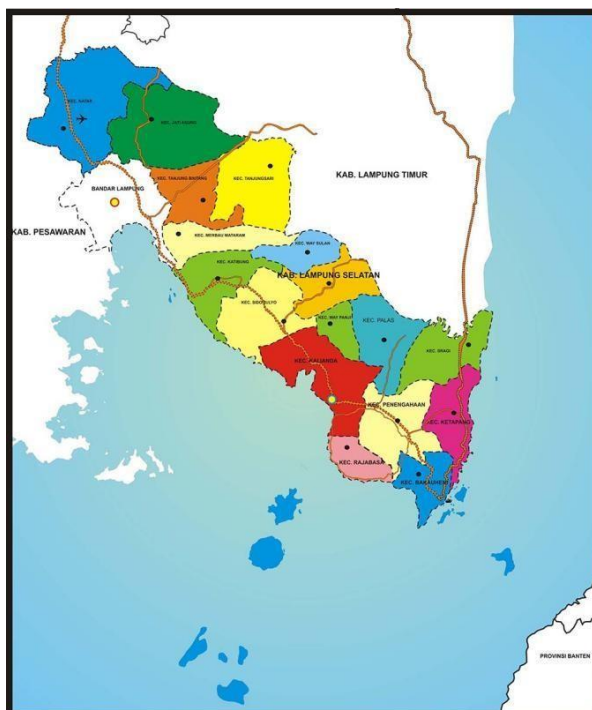 KEC. NATAR
KEC. JATI AGUNG
KEC. TANJUNG BINTANG
KEC. TANJUNGSARI
BANDAR LAMPUNG
KAB. LAMPUNG TIMUR
KAB. PESAWARAN
KEC. MERBAU MATARAM
KEC. WAY SULAN
KEC. KATIBUNG
KAB. LAMPUNG SELATAN
KEC. SIDOMULYO
KEC. WAY PANJI
KEC. PALAS
KEC. SRAGI
KEC. KALIANDA
KEC. PENENGAHAAN
KEC. KETAPANG
KEC. RAJABASA
KEC. BAKAUHENI
PROVINSI BANTEN